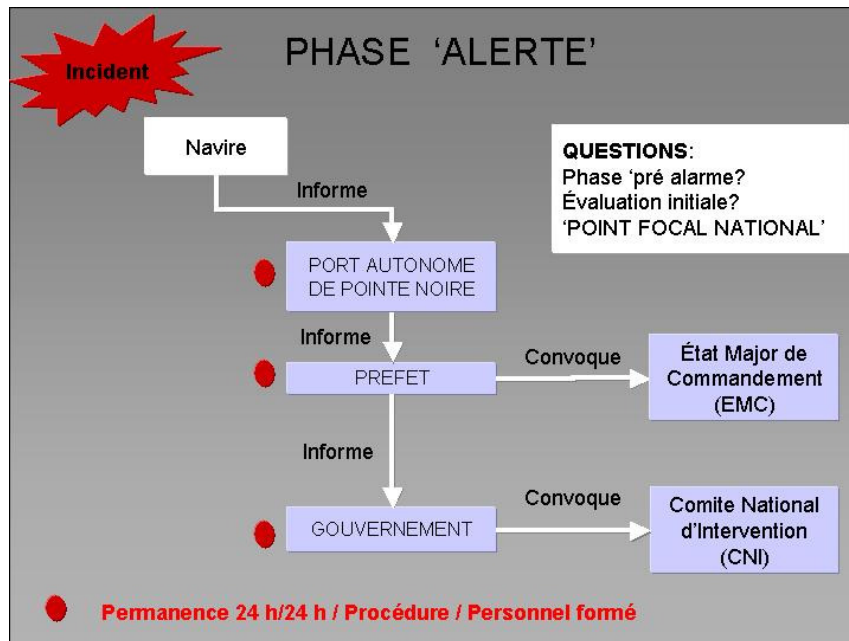 PHASE ‘ALERTE’
Incident
Navire
QUESTIONS:
Phase ‘pré alarme?
Évaluation initiale?
‘POINT FOCAL NATIONAL’
Informe
PORT AUTONOME
DE POINTE NOIRE
Informe
PREFET
Convoque
État Major de
Commandement
(EMC)
Informe
GOUVERNEMENT
Convoque
Comite National
d’Intervention
(CNI)
Permanence 24 h/24 h / Procédure / Personnel formé